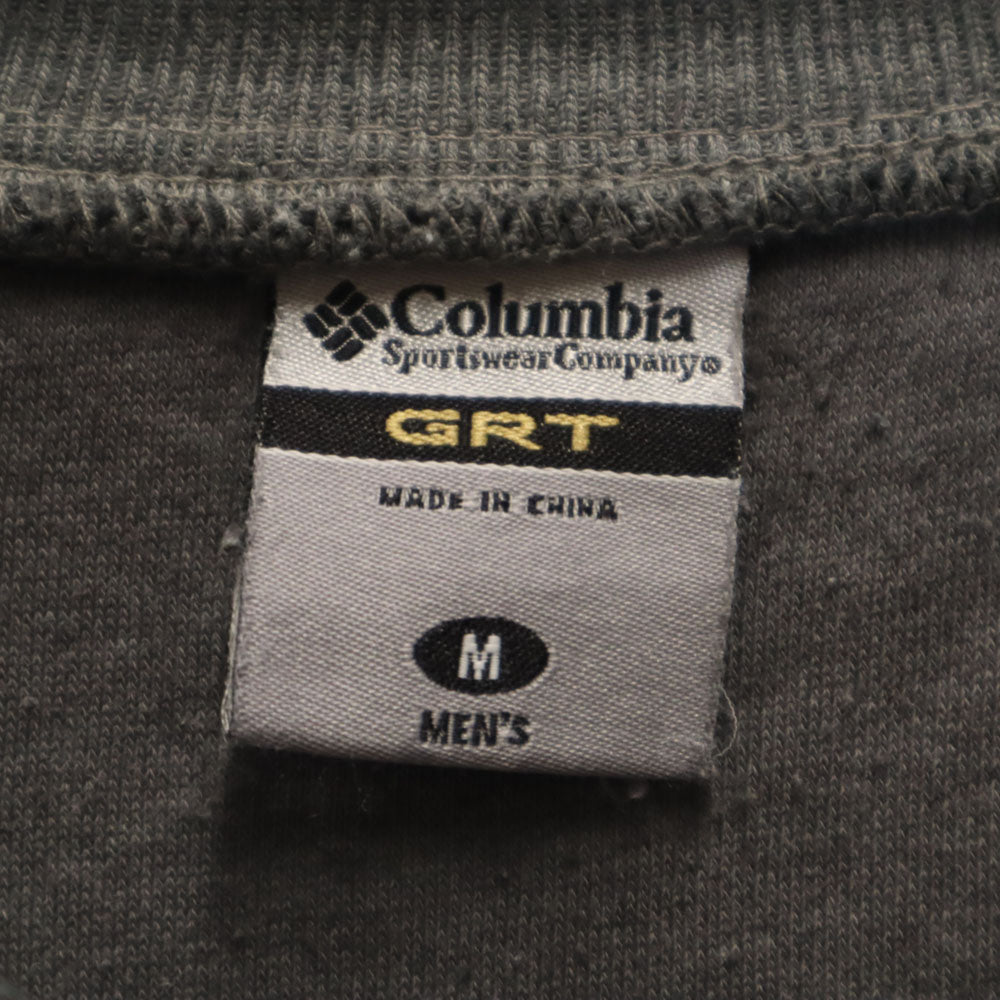 Columbia
Sportswear Company®
GRT
MADE IN CHINA
M
MEN'S